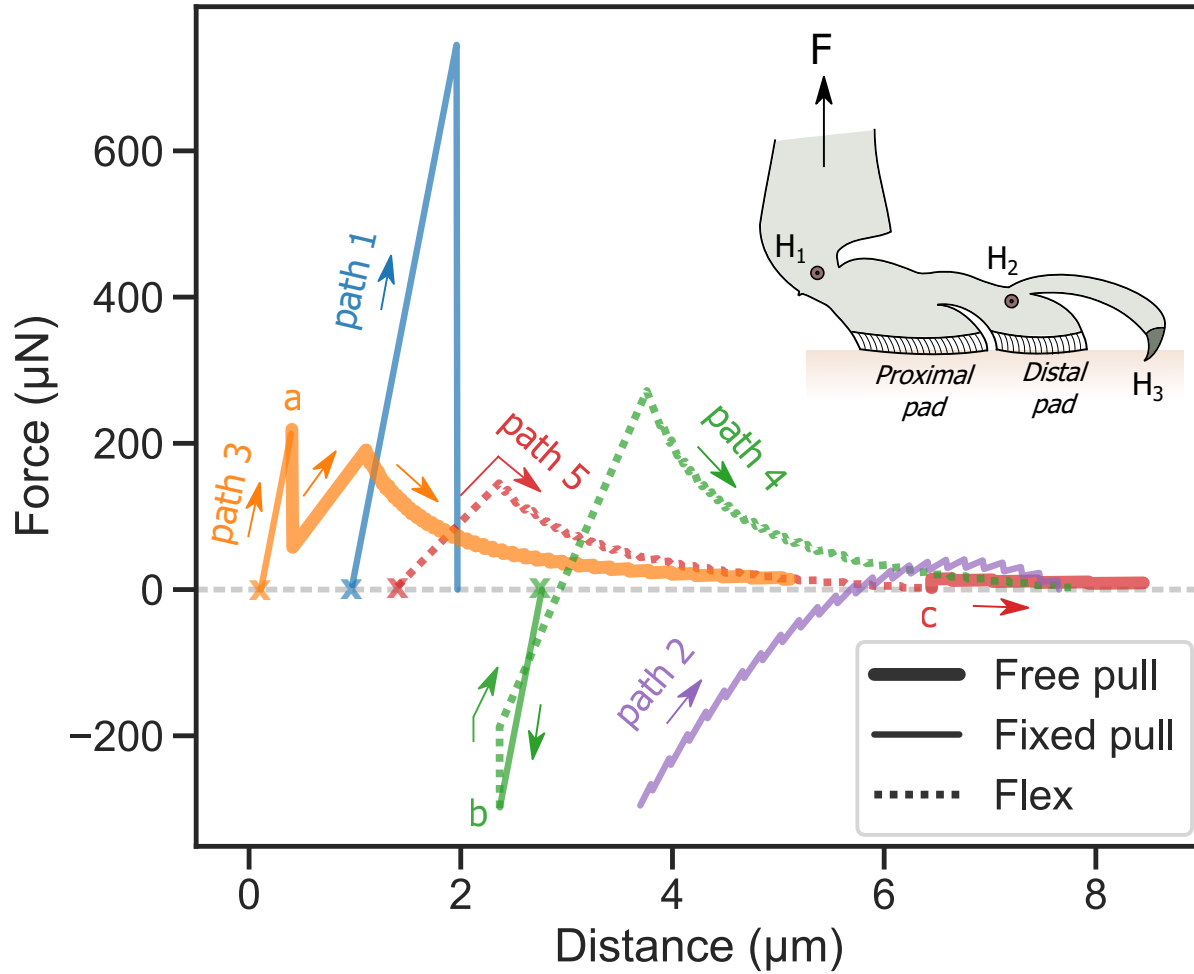 600
400
200
0
−200
Force (µN)
0
2
4
6
8
Distance (µm)
path 1
path 2
path 3
path 4
path 5
a
b
c
F
H₁
H₂
H₃
Proximal
pad
Distal
pad
Free pull
Fixed pull
Flex